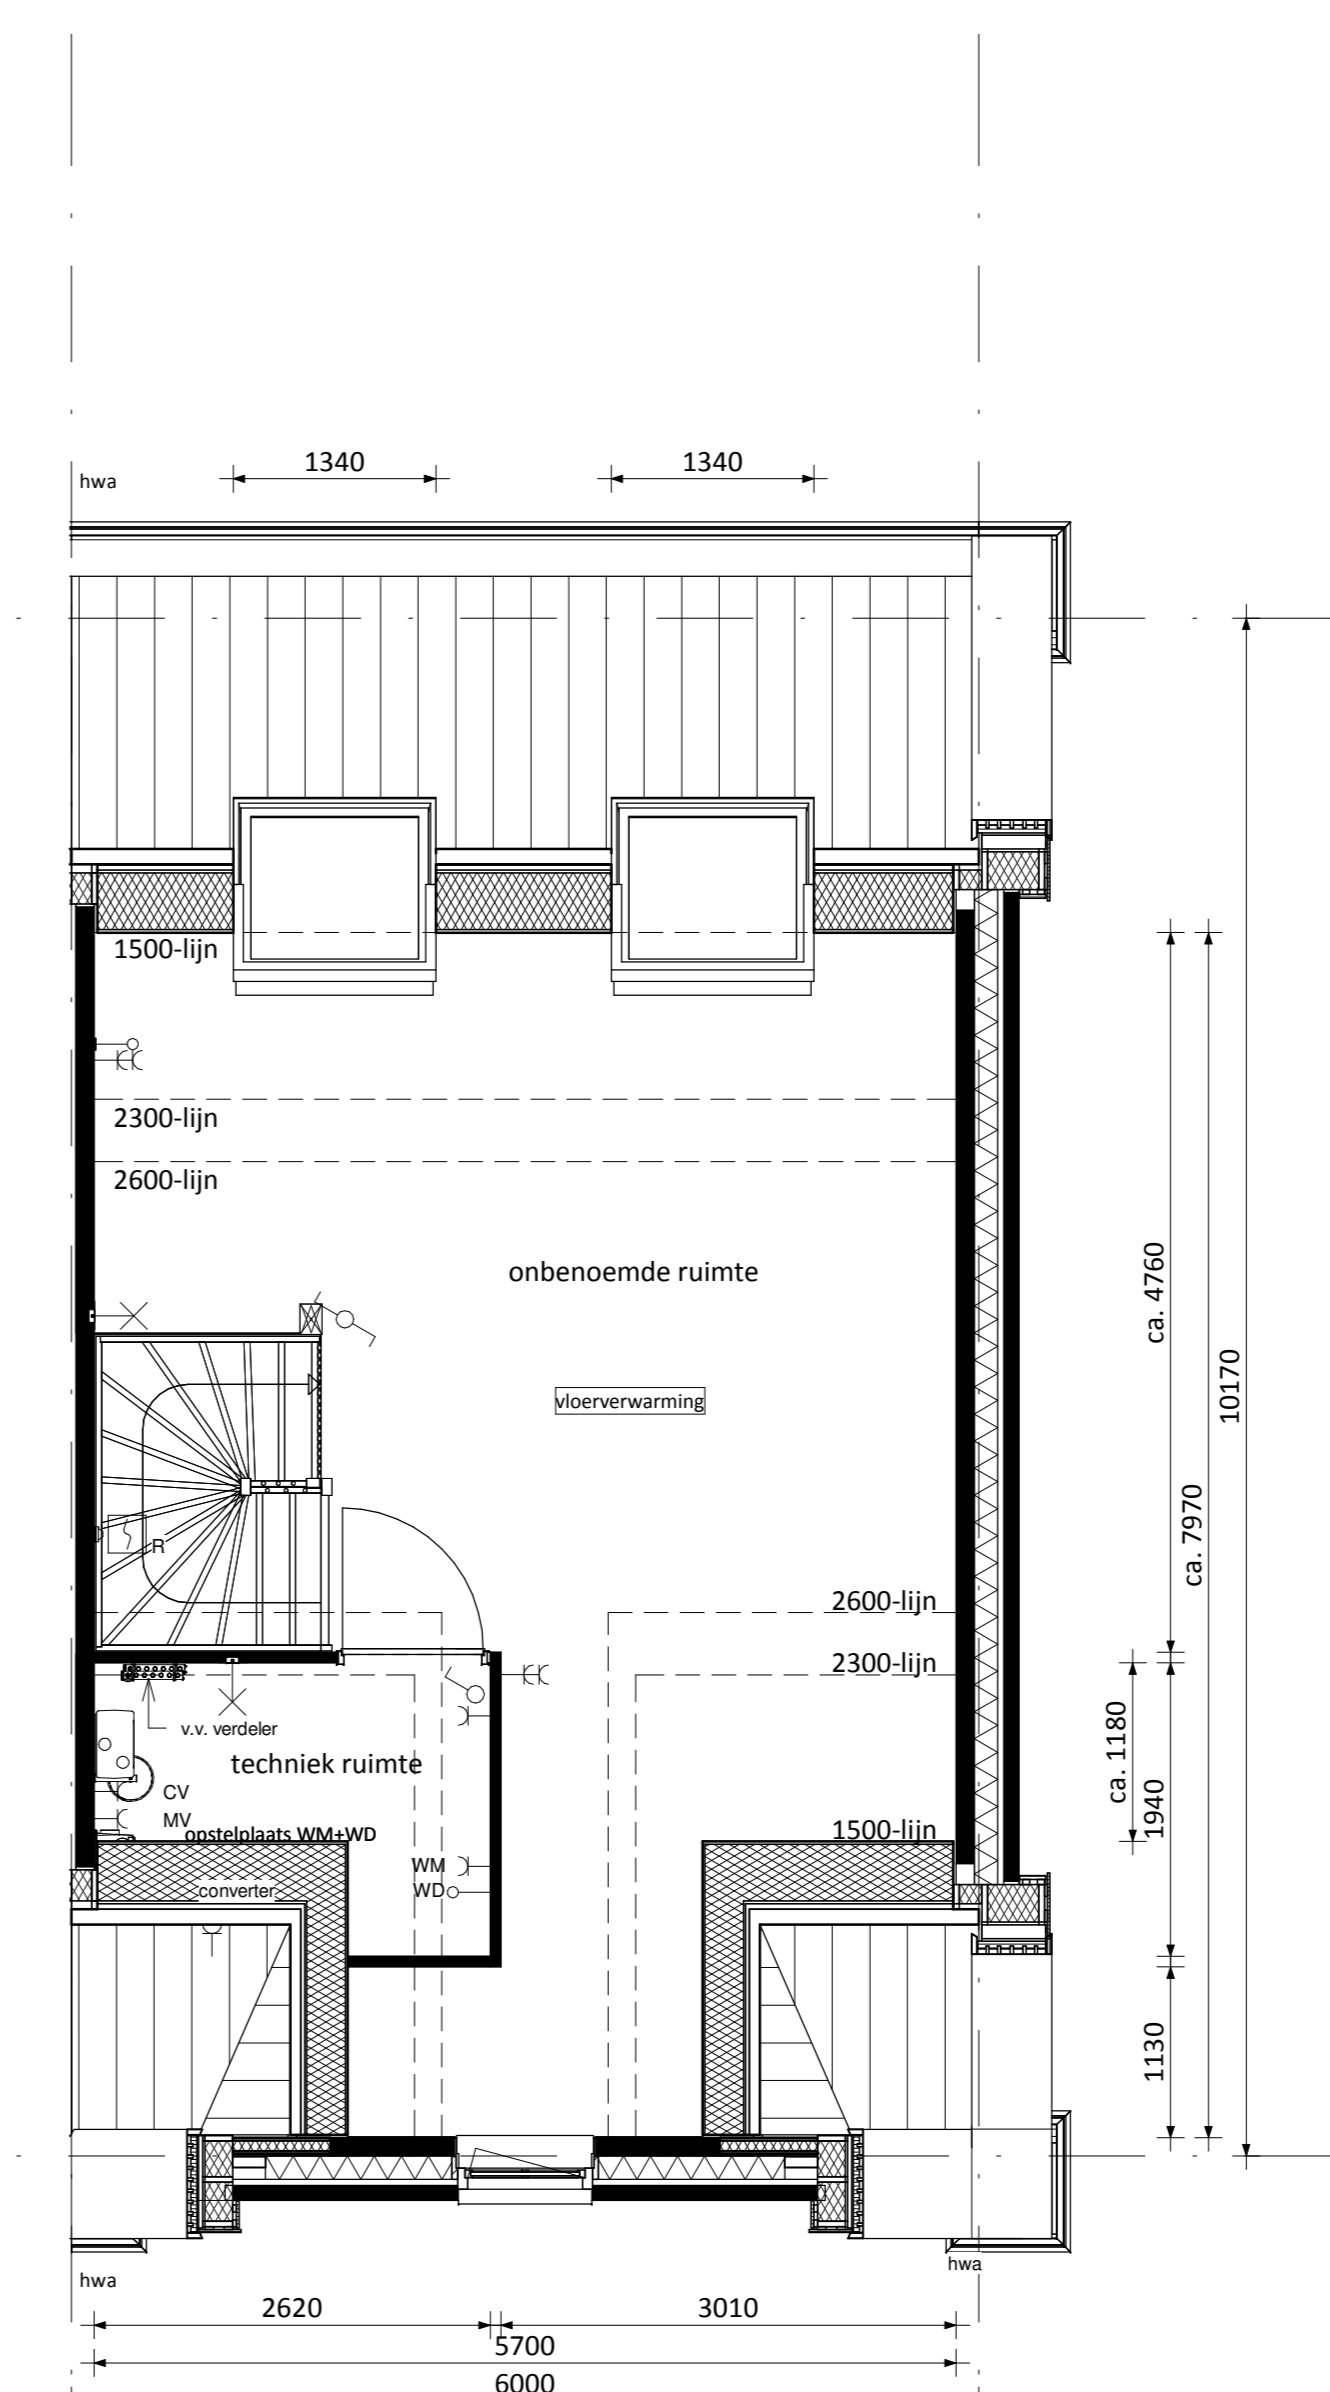 1340
1340
hwa
1500-lijn
2300-lijn
2600-lijn
onbenoemde ruimte
ca. 4760
10170
vloerverwarming
ca. 7970
R
2600-lijn
2300-lijn
v.v. verdeler
techniek ruimte
ca. 1180
1940
CV
MV
opstelplaats WM+WD
1500-lijn
WM
WD
converter
1130
hwa
hwa
2620
3010
5700
6000